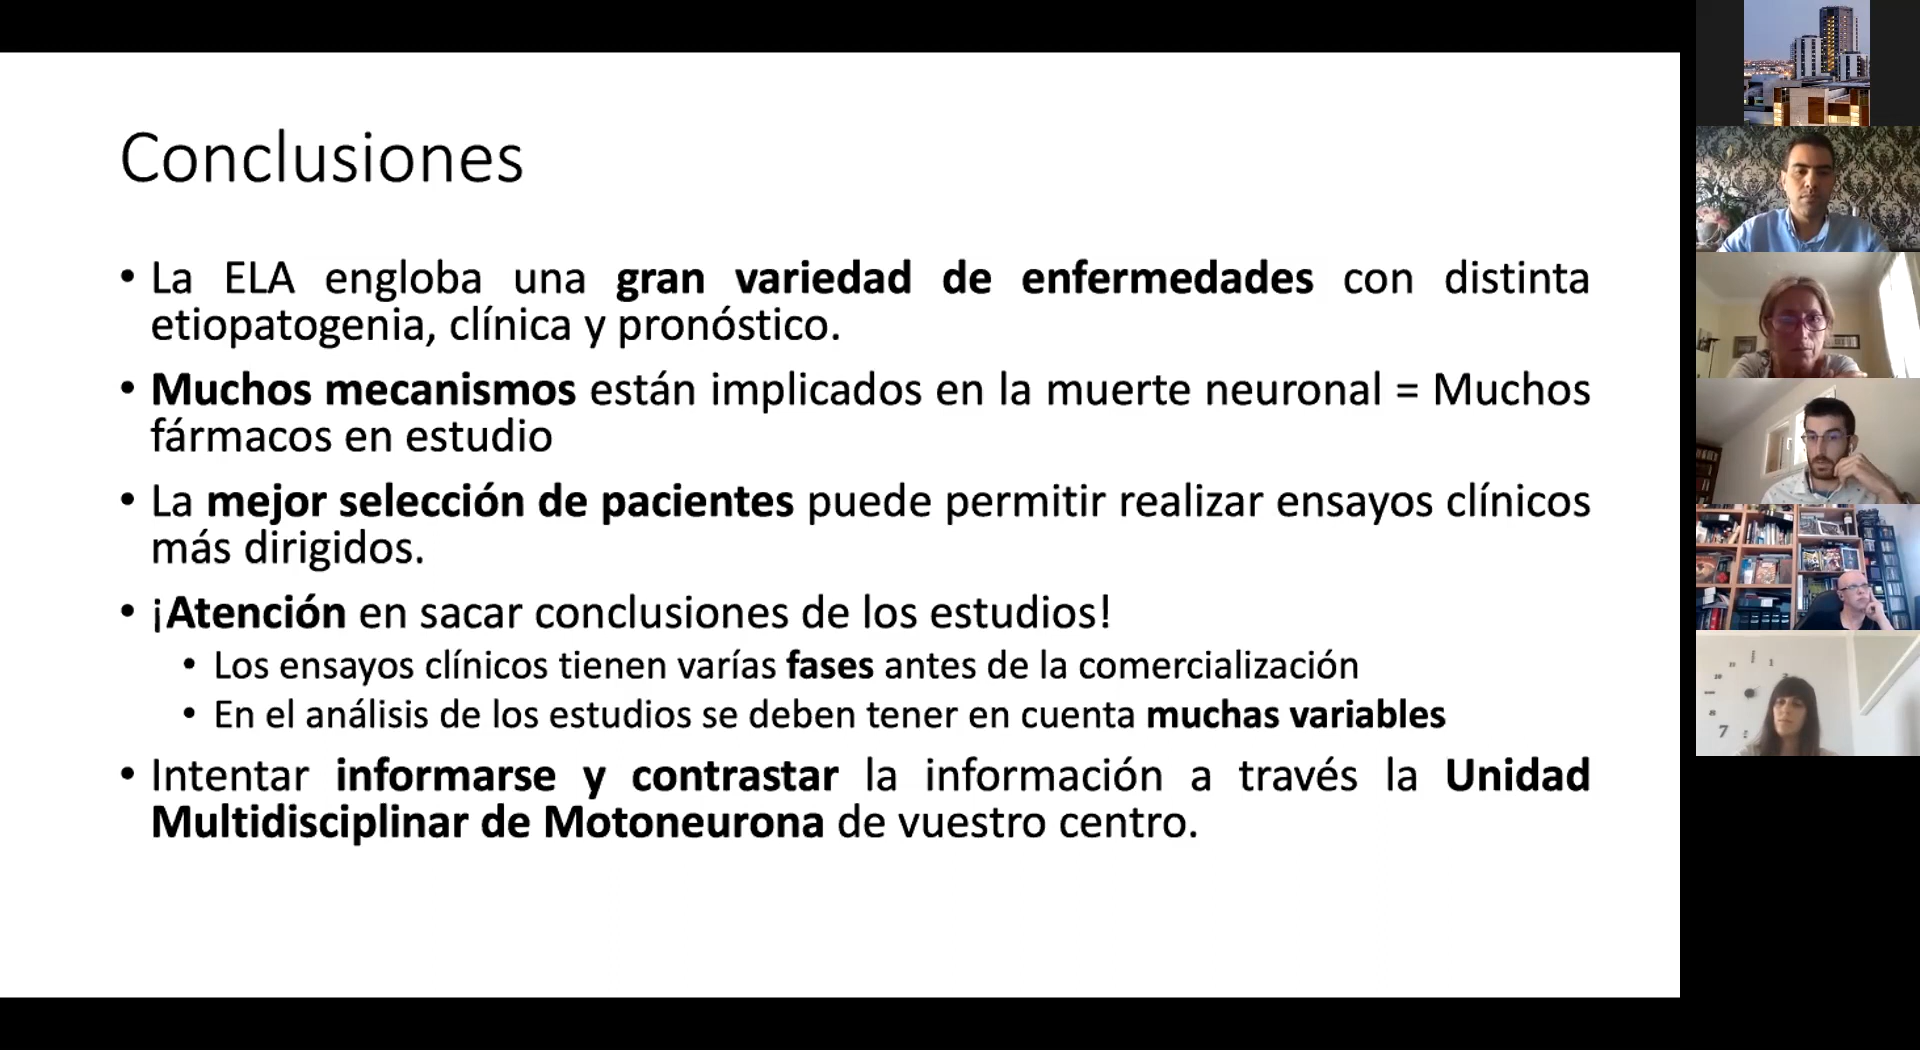 Conclusiones
• La ELA engloba una gran variedad de enfermedades con distinta
etiopatogenia, clínica y pronóstico.
• Muchos mecanismos están implicados en la muerte neuronal = Muchos
fármacos en estudio
• La mejor selección de pacientes puede permitir realizar ensayos clínicos
más dirigidos.
• ¡Atención en sacar conclusiones de los estudios!
• Los ensayos clínicos tienen varías fases antes de la comercialización
• En el análisis de los estudios se deben tener en cuenta muchas variables
• Intentar informarse y contrastar la información a través la Unidad
Multidisciplinar de Motoneurona de vuestro centro.